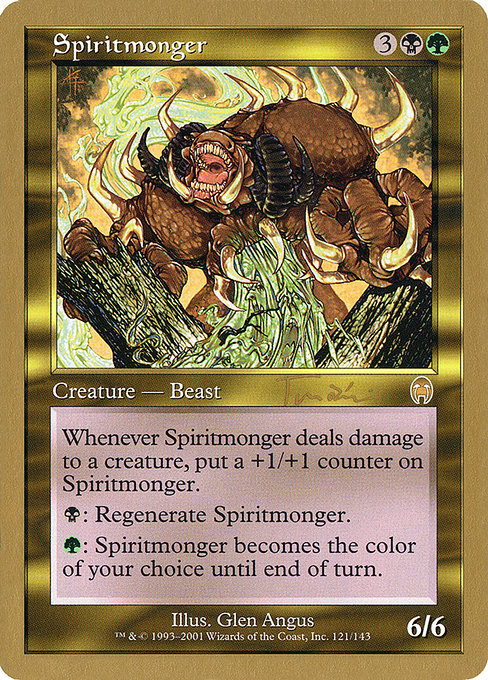 Spiritmonger 3
Creature — Beast
Whenever Spiritmonger deals damage
to a creature, put a +1/+1 counter on
Spiritmonger.
: Regenerate Spiritmonger.
: Spiritmonger becomes the color
of your choice until end of turn.
Illus. Glen Angus
™ & © 1993–2001 Wizards of the Coast, Inc. 121/143
6/6